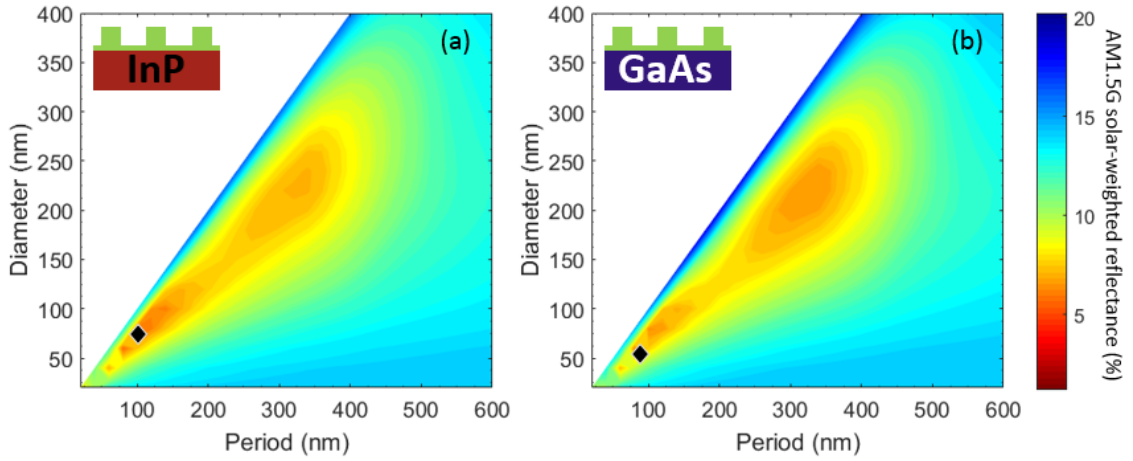 (a)
InP
400
350
300
250
200
150
100
50
Diameter (nm)
100 200 300 400 500 600
Period (nm)
(b)
GaAs
400
350
300
250
200
150
100
50
Diameter (nm)
100 200 300 400 500 600
Period (nm)
20
15
10
5
AM1.5G solar-weighted reflectance (%)